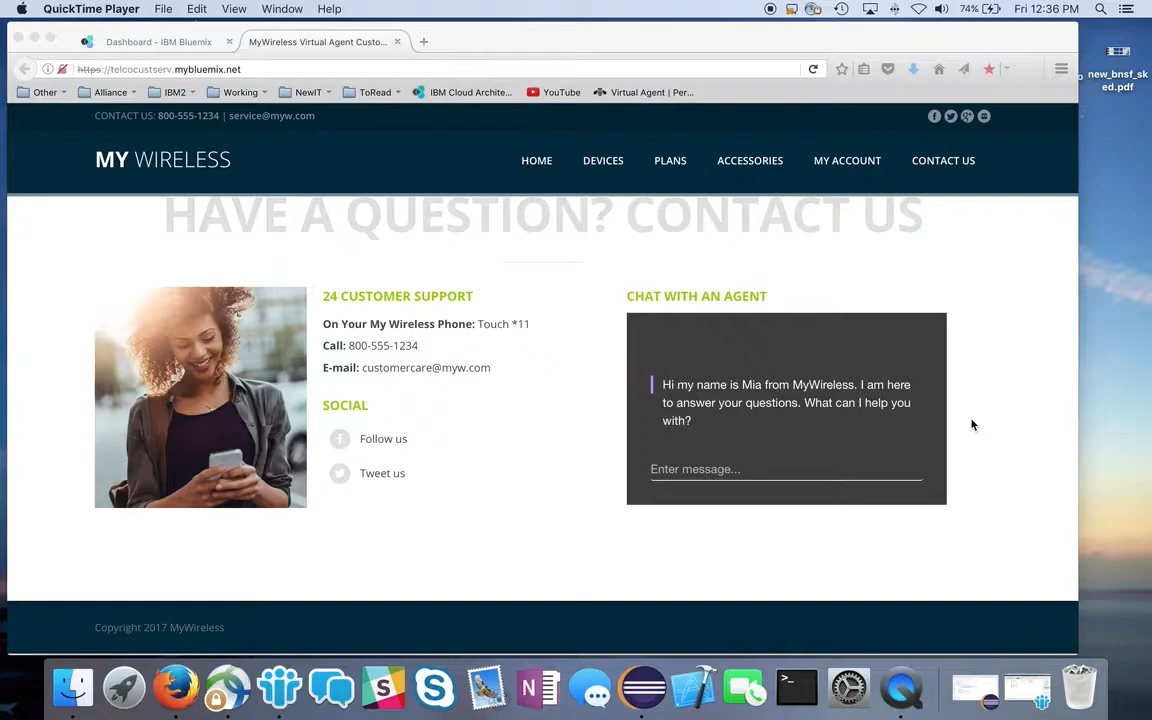 QuickTime Player File Edit View Window Help 74% Fri 12:36 PM
Dashboard - IBM Bluemix × MyWireless Virtual Agent Custo... × +
https://telcocustserv.mybluemix.net
Other Alliance IBM2 Working NewIT ToRead IBM Cloud Archite... YouTube Virtual Agent | Per...
new_bnsf_sk
ed.pdf
CONTACT US: 800-555-1234 | service@myw.com
MY WIRELESS HOME DEVICES PLANS ACCESSORIES MY ACCOUNT CONTACT US
HAVE A QUESTION? CONTACT US
24 CUSTOMER SUPPORT
On Your My Wireless Phone: Touch *11
Call: 800-555-1234
E-mail: customercare@myw.com
SOCIAL
Follow us
Tweet us
CHAT WITH AN AGENT
Hi my name is Mia from MyWireless. I am here
to answer your questions. What can I help you
with?
Enter message...
Copyright 2017 MyWireless